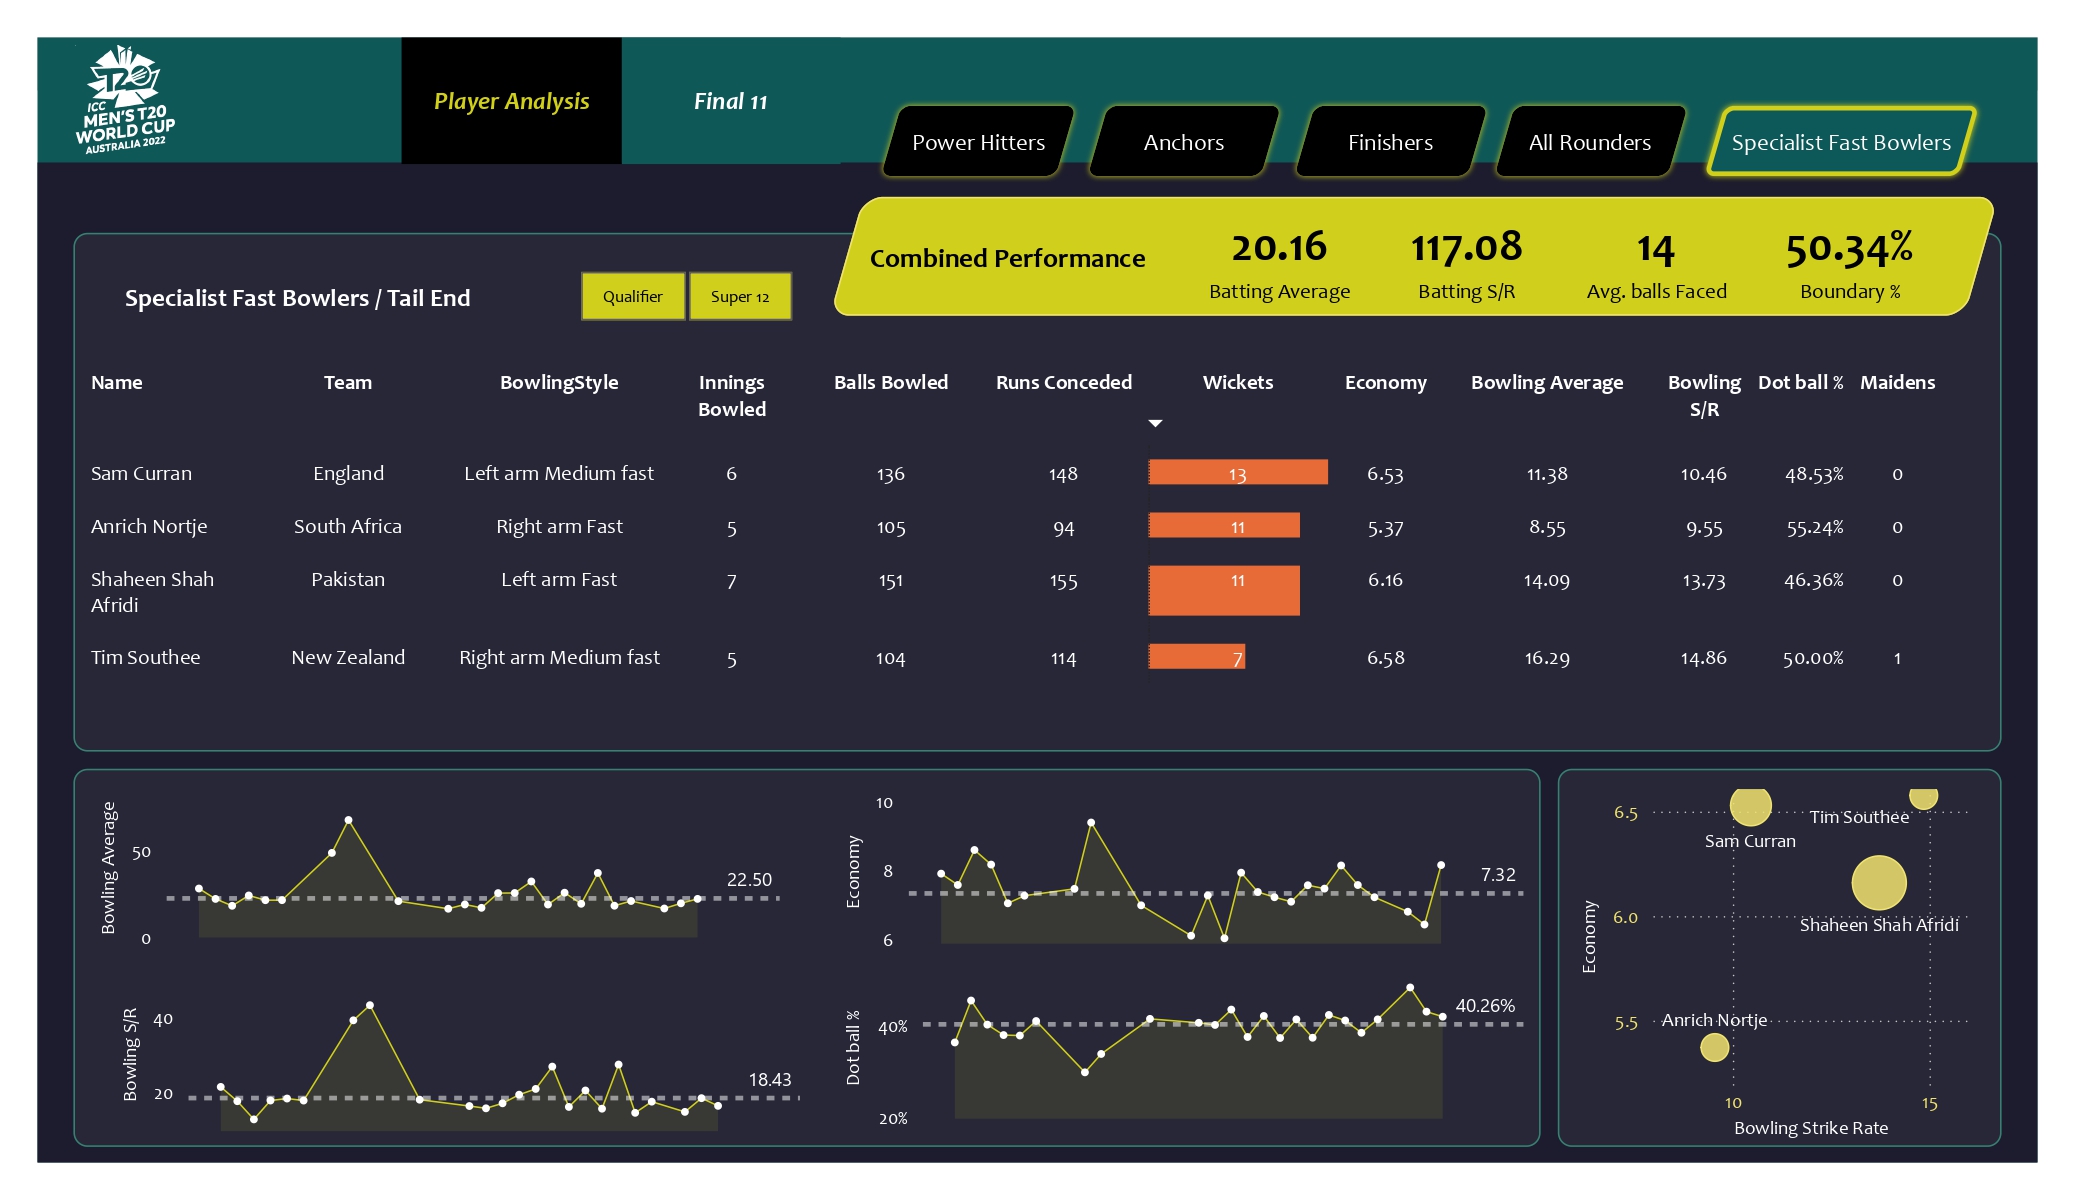 T20
ICC
MEN'S T20
WORLD CUP
AUSTRALIA 2022
Player Analysis
Final 11
Power Hitters
Anchors
Finishers
All Rounders
Specialist Fast Bowlers
Combined Performance
20.16
Batting Average
117.08
Batting S/R
14
Avg. balls Faced
50.34%
Boundary %
Specialist Fast Bowlers / Tail End
Qualifier
Super 12
Name Team BowlingStyle Innings Balls Bowled Runs Conceded Wickets Economy Bowling Average Bowling Dot ball % Maidens
Bowled S/R
Sam Curran England Left arm Medium fast 6 136 148 13 6.53 11.38 10.46 48.53% 0
Anrich Nortje South Africa Right arm Fast 5 105 94 11 5.37 8.55 9.55 55.24% 0
Shaheen Shah Pakistan Left arm Fast 7 151 155 11 6.16 14.09 13.73 46.36% 0
Afridi
Tim Southee New Zealand Right arm Medium fast 5 104 114 7 6.58 16.29 14.86 50.00% 1
Bowling Average
50
0
22.50
Economy
10
8
6
7.32
Bowling S/R
40
20
18.43
Dot ball %
40%
20%
40.26%
Economy
6.5
6.0
5.5
Tim Southee
Sam Curran
Shaheen Shah Afridi
Anrich Nortje
10
15
Bowling Strike Rate